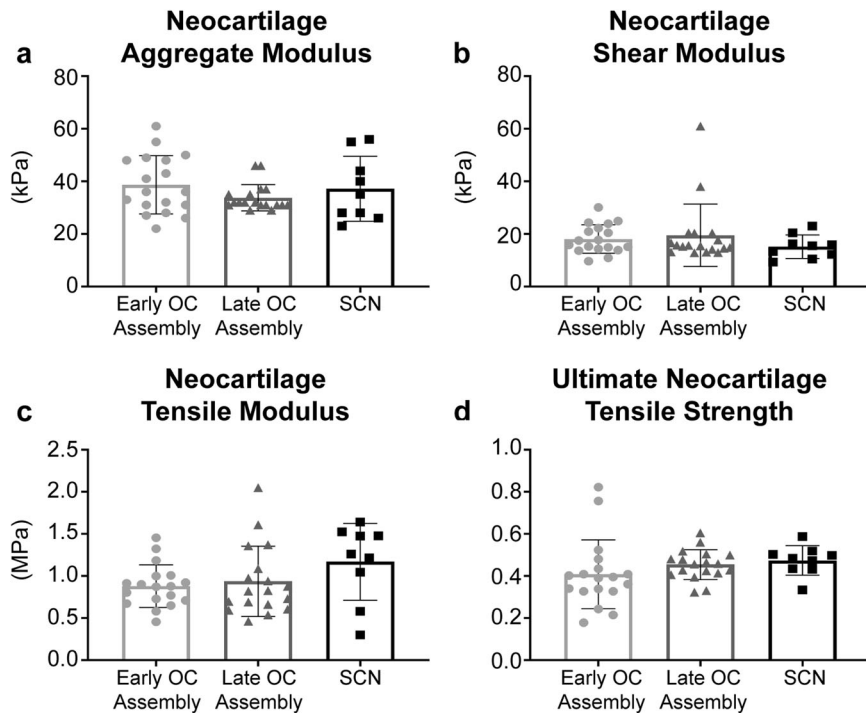 a
Neocartilage
Aggregate Modulus
80
60
40
20
0
(kPa)
Early OC
Assembly
Late OC
Assembly
SCN
b
Neocartilage
Shear Modulus
80
60
40
20
0
(kPa)
Early OC
Assembly
Late OC
Assembly
SCN
c
Neocartilage
Tensile Modulus
2.5
2.0
1.5
1.0
0.5
0.0
(MPa)
Early OC
Assembly
Late OC
Assembly
SCN
d
Ultimate Neocartilage
Tensile Strength
1.0
0.8
0.6
0.4
0.2
0.0
Early OC
Assembly
Late OC
Assembly
SCN